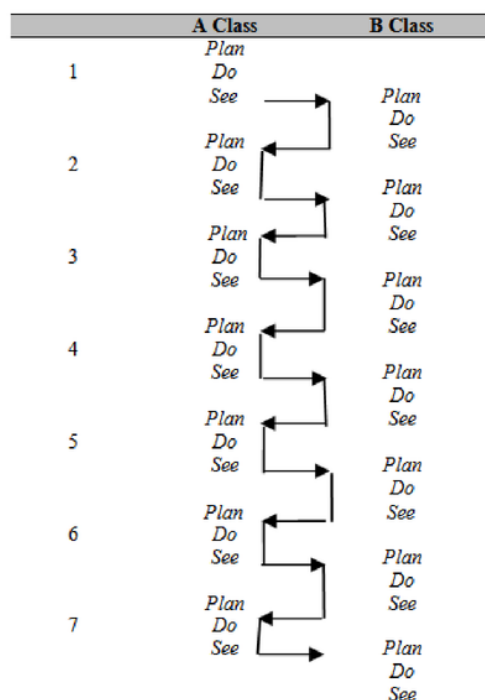 A Class B Class
Plan
1 Do
See Plan
Do
Plan See
2 Do
See Plan
Do
Plan See
3 Do
See Plan
Do
Plan See
4 Do
See Plan
Do
Plan See
5 Do
See Plan
Do
Plan See
6 Do
See Plan
Do
Plan See
7 Do
See Plan
Do
See